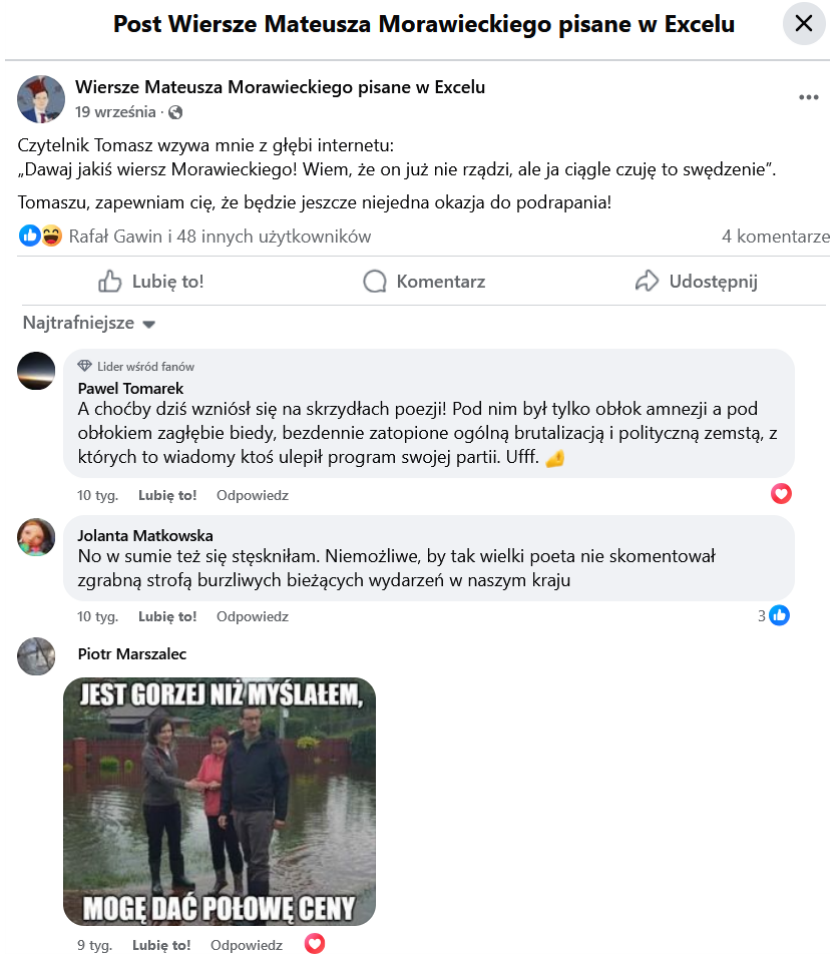 Post Wiersze Mateusza Morawieckiego pisane w Excelu
Wiersze Mateusza Morawieckiego pisane w Excelu
19 września ·
Czytelnik Tomasz wzywa mnie z głębi internetu:
„Dawaj jakiś wiersz Morawieckiego! Wiem, że on już nie rządzi, ale ja ciągle czuję to swędzenie”.
Tomaszu, zapewniam cię, że będzie jeszcze niejedna okazja do podrapania!
Rafał Gawin i 48 innych użytkowników
4 komentarze
Lubię to!
Komentarz
Udostępnij
Najtrafniejsze
Lider wśród fanów
Pawel Tomarek
A choćby dziś wzniósł się na skrzydłach poezji! Pod nim był tylko obłok amnezji a pod
obłokiem zagłębie biedy, bezdennie zatopione ogólną brutalizacją i polityczną zemstą, z
których to wiadomy ktoś ulepił program swojej partii. Ufff.
10 tyg. Lubię to! Odpowiedz
Jolanta Matkowska
No w sumie też się stęskniłam. Niemożliwe, by tak wielki poeta nie skomentował
zgrabną strofą burzliwych bieżących wydarzeń w naszym kraju
10 tyg. Lubię to! Odpowiedz
3
Piotr Marszalec
JEST GORZEJ NIŻ MYŚLAŁEM,
MOGĘ DAĆ POŁOWĘ CENY
9 tyg. Lubię to! Odpowiedz